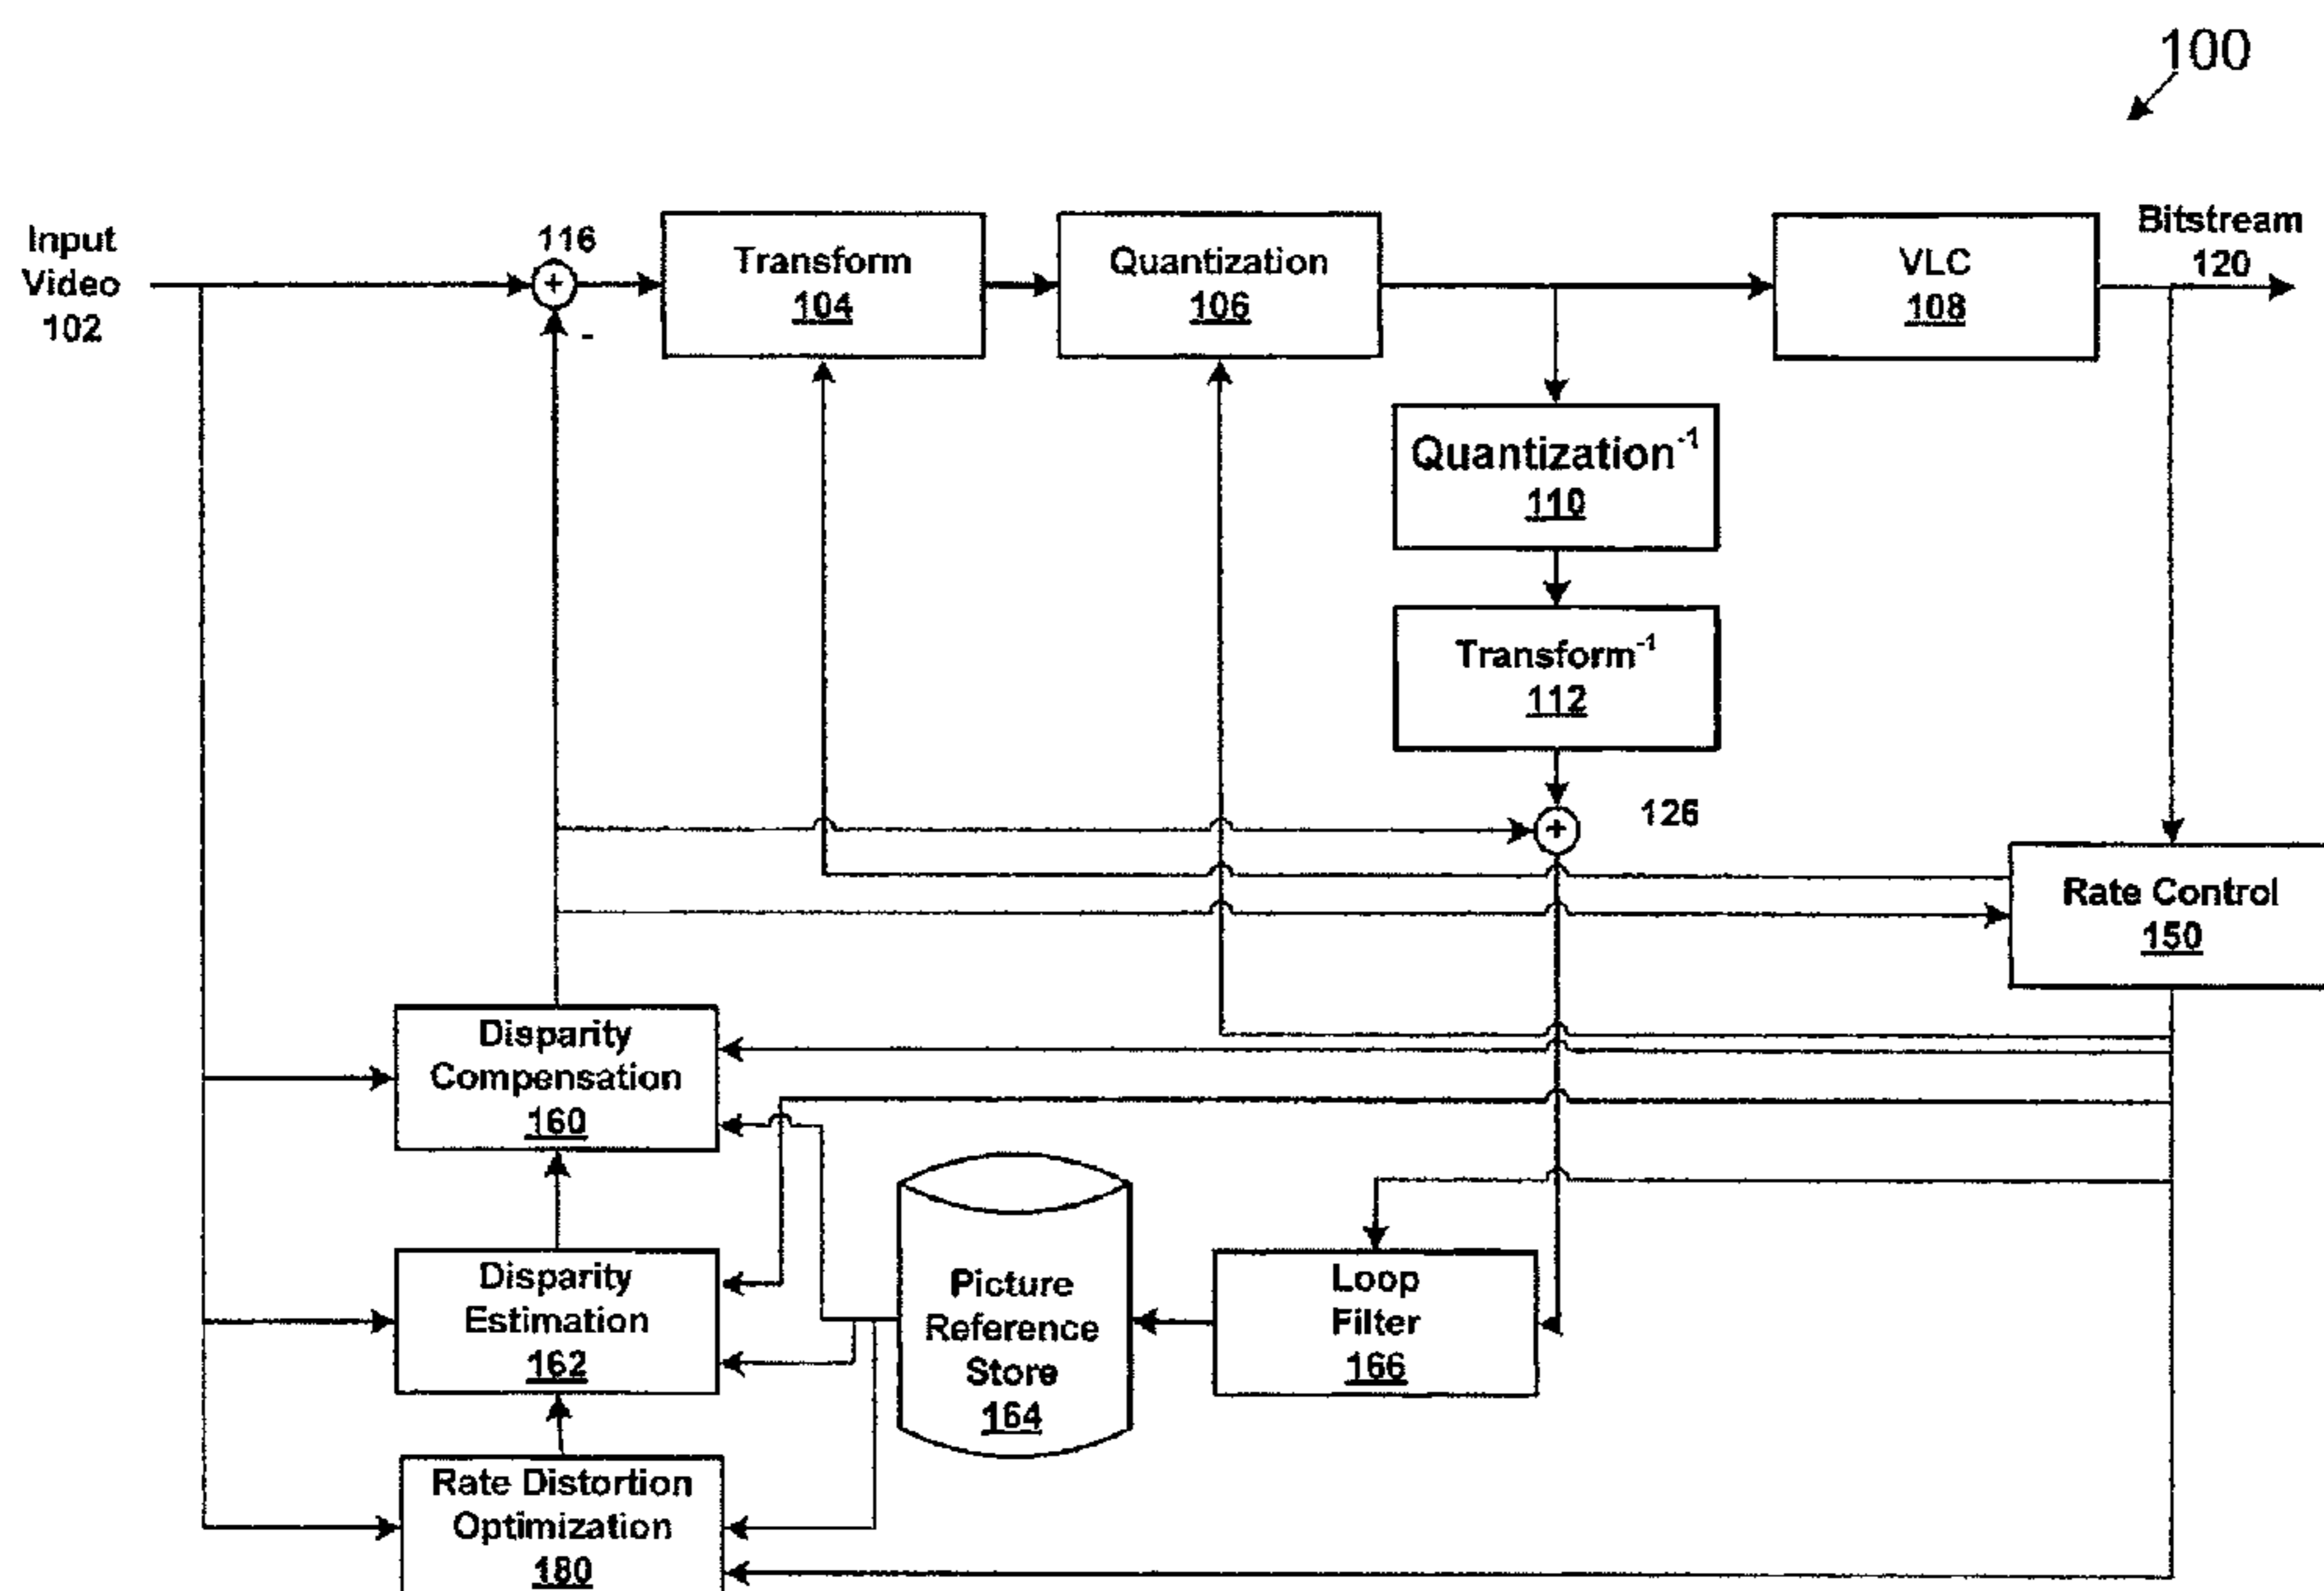 100
Input
Video
102
116
+
-
Transform
104
Quantization
106
VLC
108
Bitstream
120
Quantization⁻¹
110
Transform⁻¹
112
+
126
Rate Control
150
Disparity
Compensation
160
Disparity
Estimation
162
Picture
Reference
Store
164
Loop
Filter
166
Rate Distortion
Optimization
180